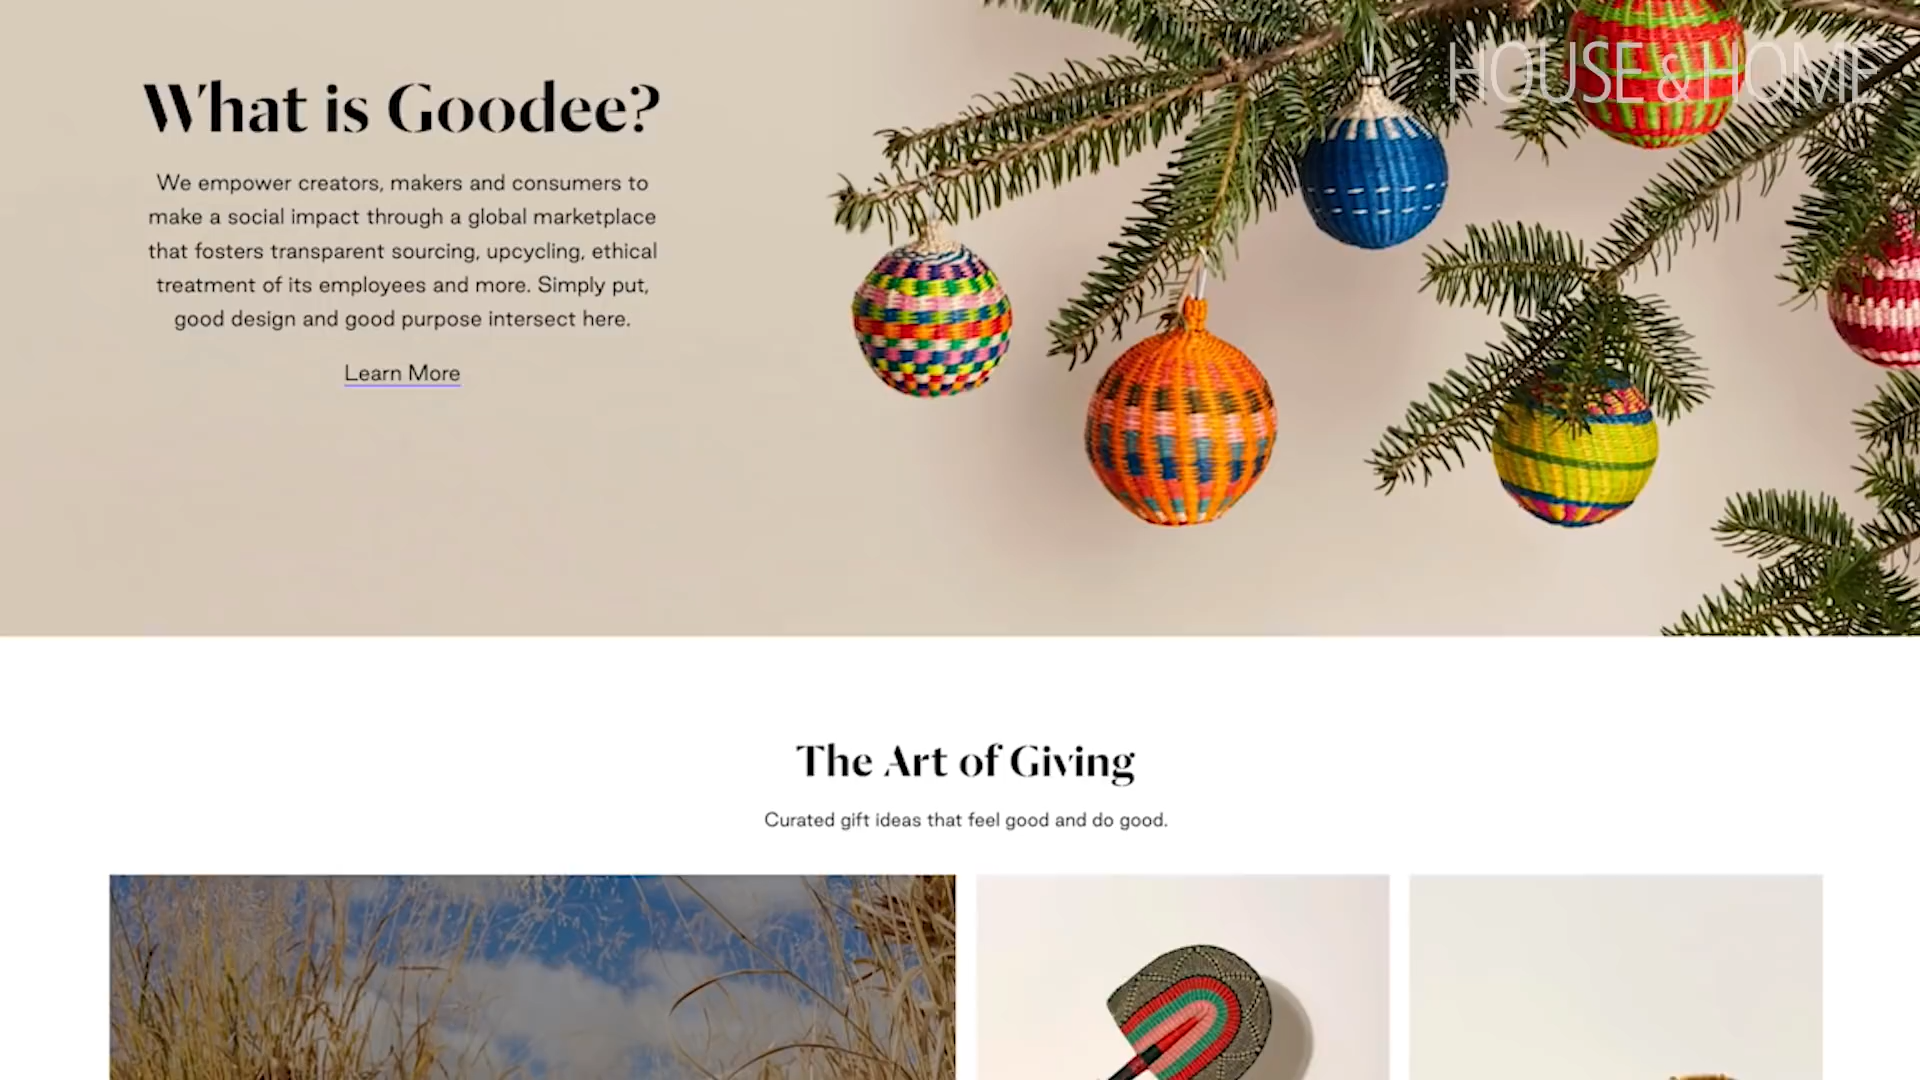 HOUSE & HOME
What is Goodee?
We empower creators, makers and consumers to
make a social impact through a global marketplace
that fosters transparent sourcing, upcycling, ethical
treatment of its employees and more. Simply put,
good design and good purpose intersect here.
Learn More
The Art of Giving
Curated gift ideas that feel good and do good.